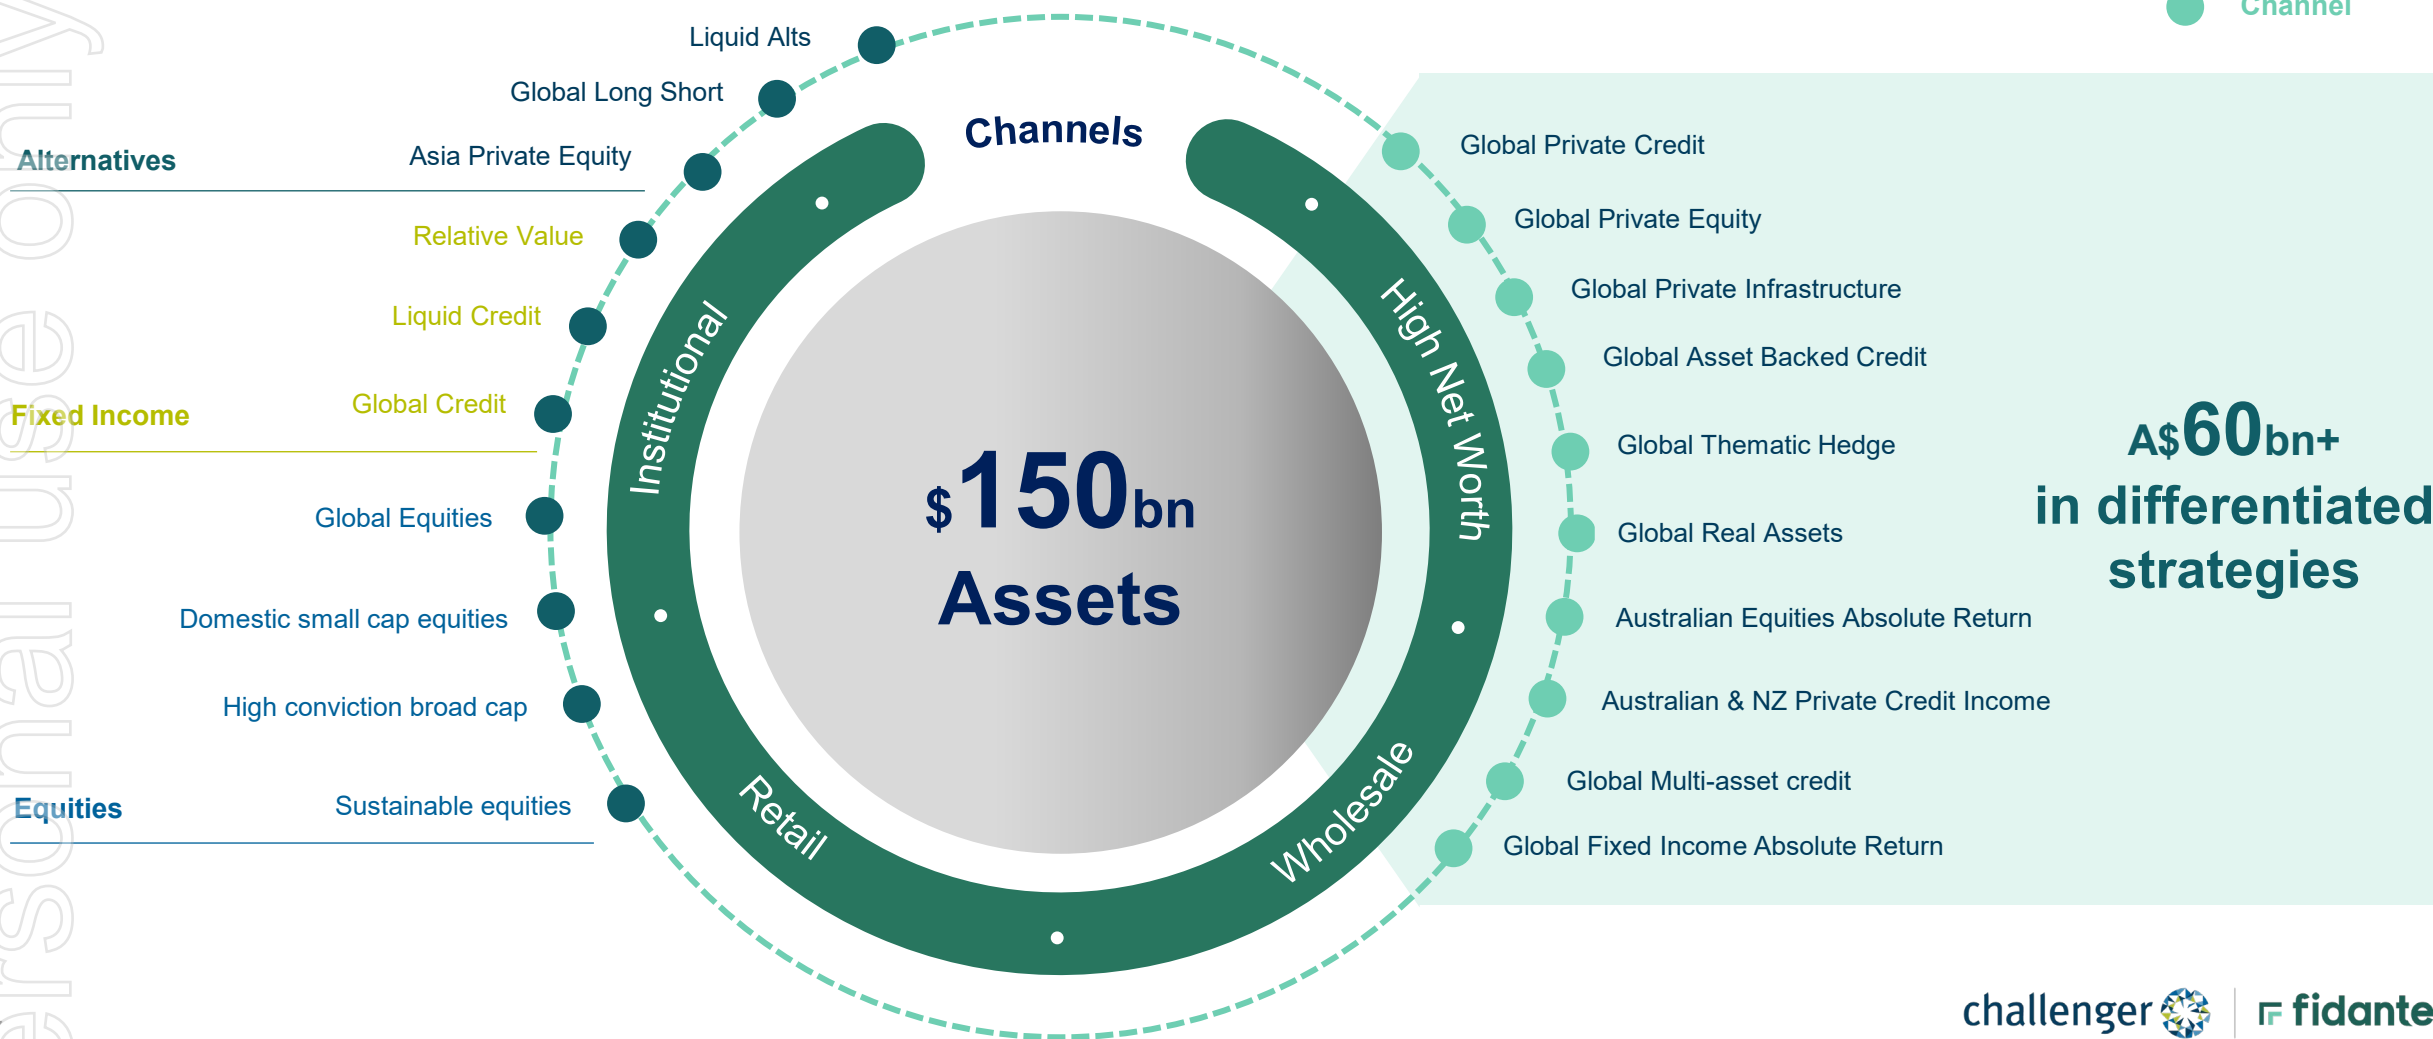 Channel
Liquid Alts
Global Long Short
Alternatives
Asia Private Equity
Relative Value
Liquid Credit
Fixed Income
Global Credit
Global Equities
Domestic small cap equities
High conviction broad cap
Equities
Sustainable equities
Channels
Institutional
Retail
Wholesale
High Net Worth
$150bn
Assets
Global Private Credit
Global Private Equity
Global Private Infrastructure
Global Asset Backed Credit
Global Thematic Hedge
Global Real Assets
Australian Equities Absolute Return
Australian & NZ Private Credit Income
Global Multi-asset credit
Global Fixed Income Absolute Return
A$60bn+
in differentiated
strategies
ersonal use only
challenger
fidante